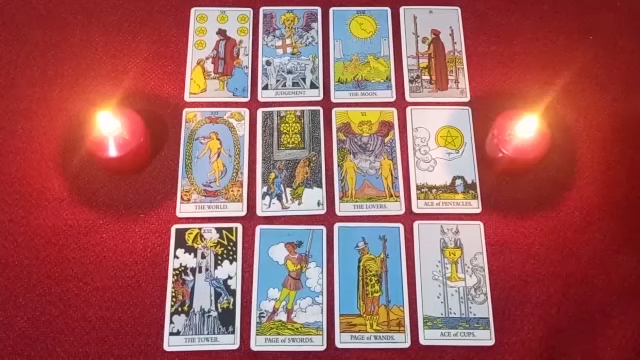 JUDGEMENT.
THE MOON.
THE WORLD.
VI
THE LOVERS.
ACE of PENTACLES.
THE TOWER.
PAGE of SWORDS.
PAGE of WANDS.
ACE of CUPS.